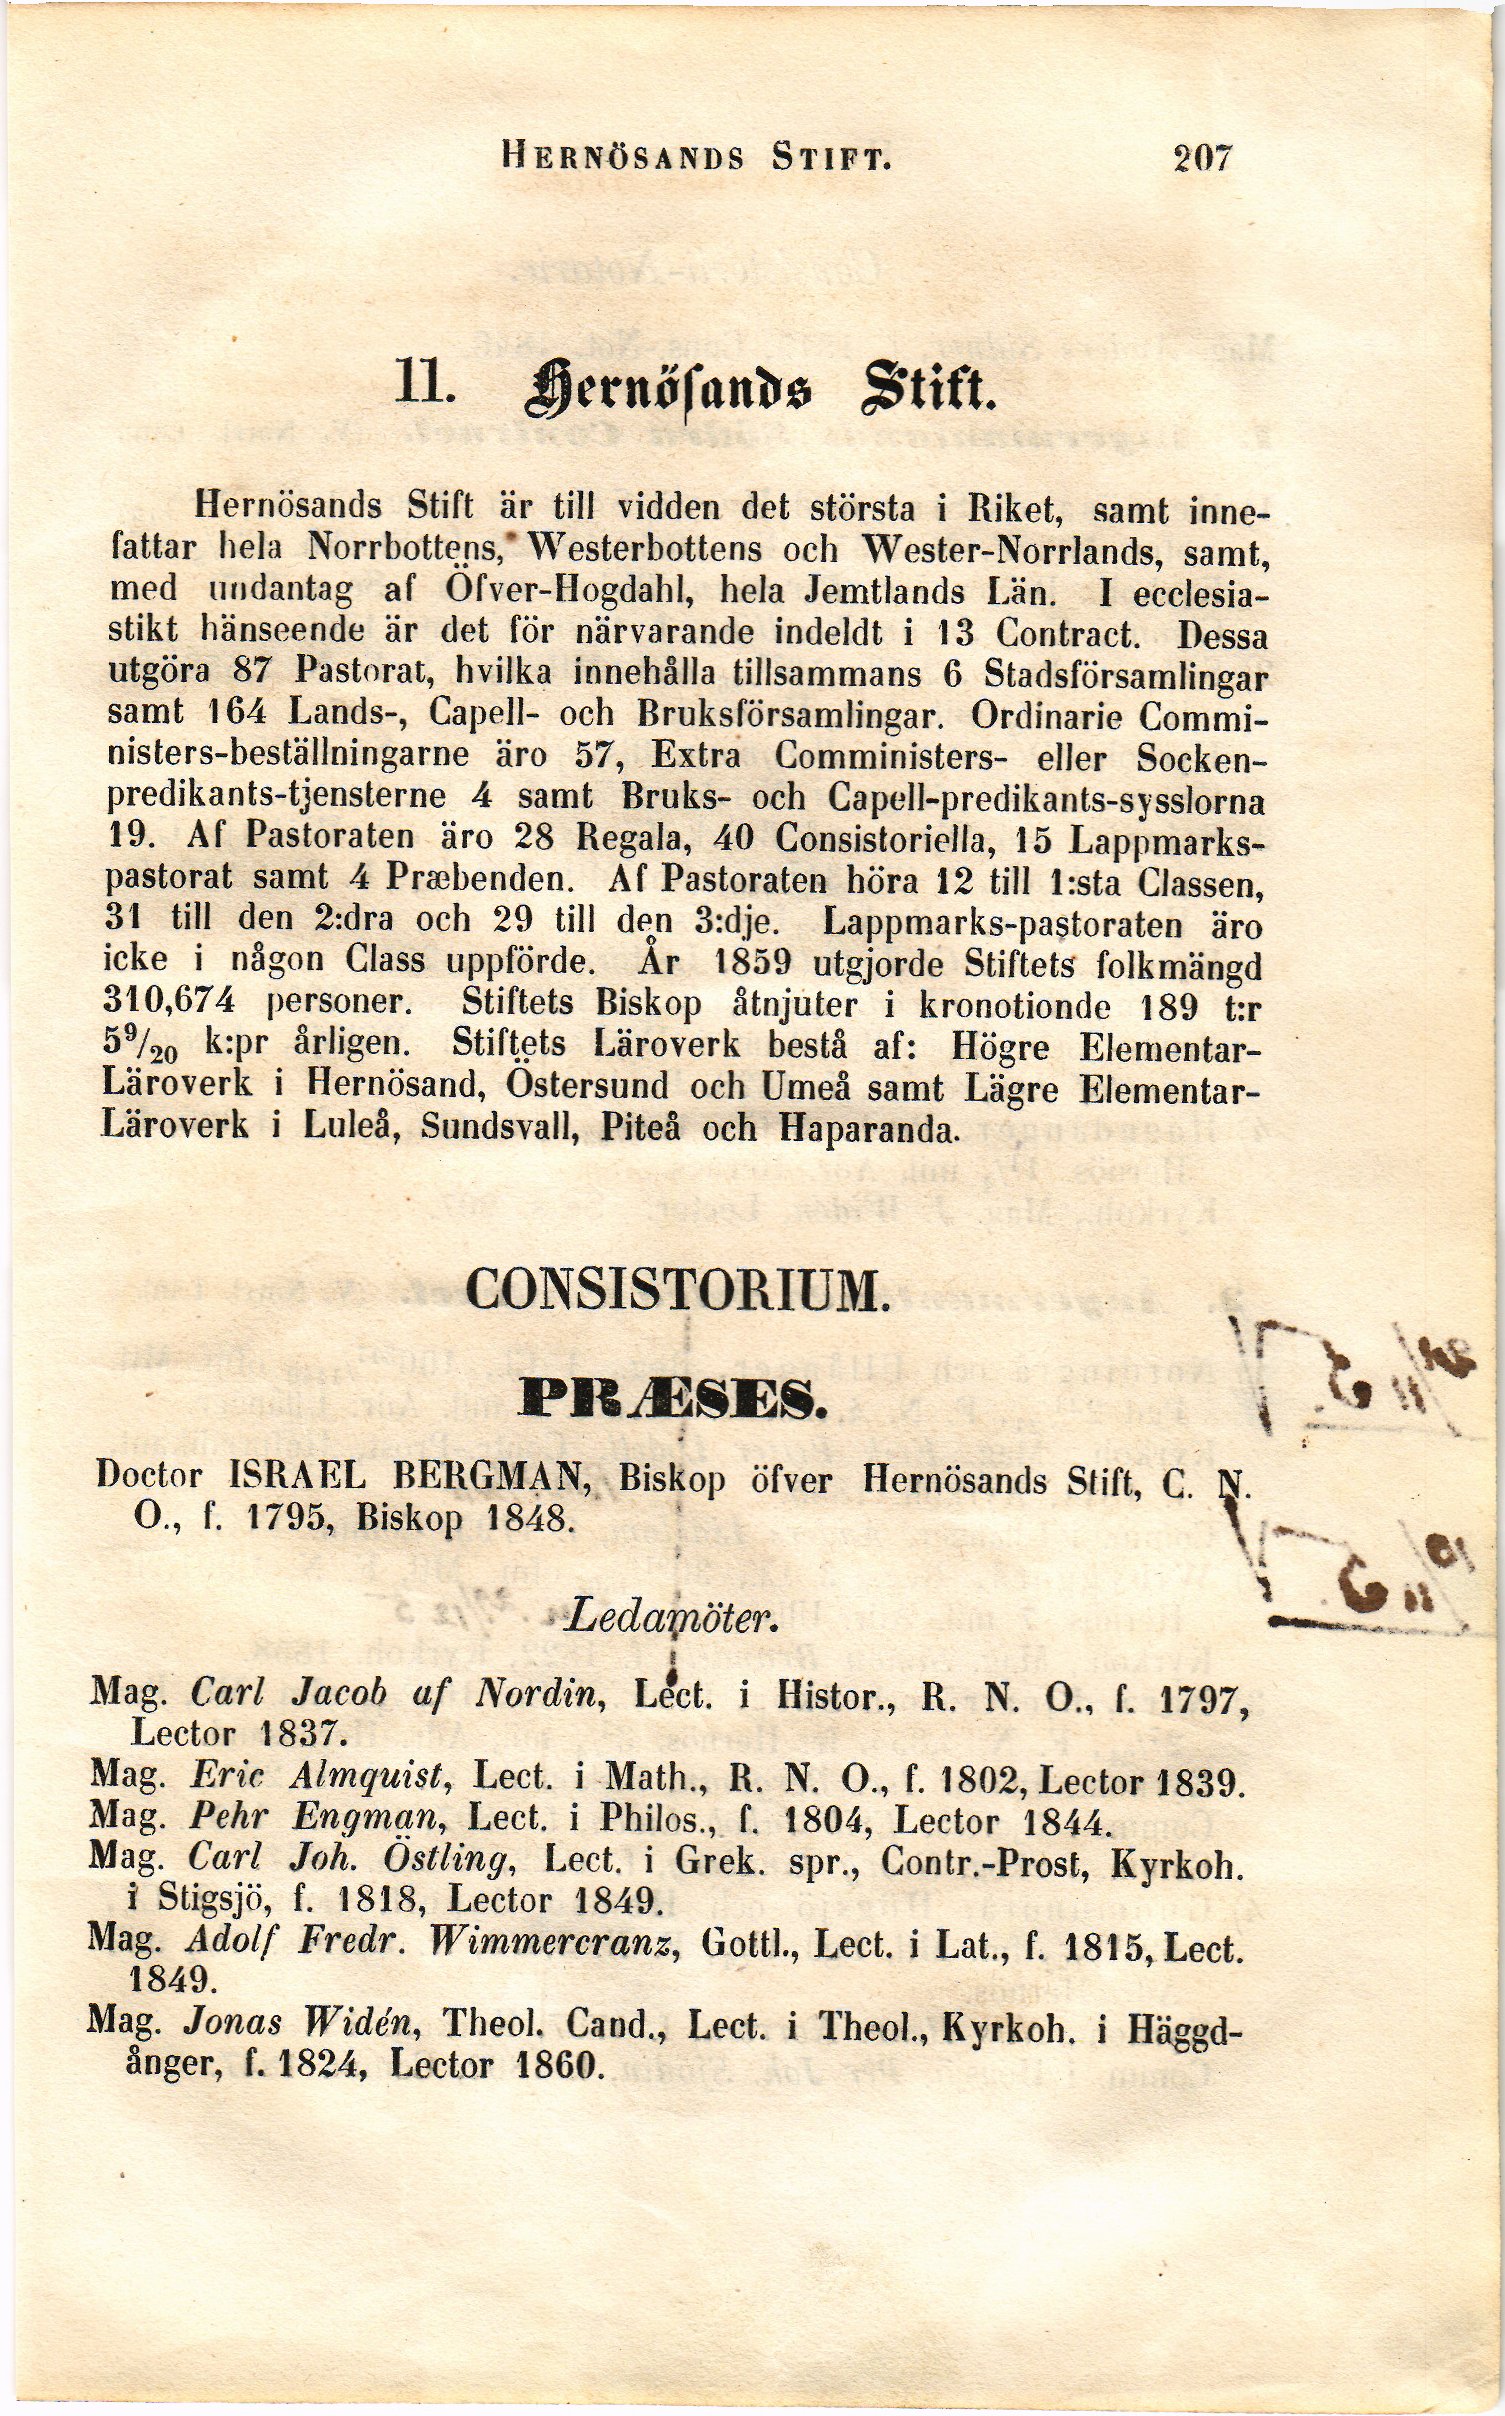 HERNÖSANDS STIFT. 207
11. Hernösands Stift.
Hernösands Stift är till vidden det största i Riket, samt inne-
fattar hela Norrbottens, Westerbottens och Wester-Norrlands, samt,
med undantag af Öfver-Hogdahl, hela Jemtlands Län. I ecclesia-
stikt hänseende är det för närvarande indeldt i 13 Contract. Dessa
utgöra 87 Pastorat, hvilka innehålla tillsammans 6 Stadsförsamlingar
samt 164 Lands-, Capell- och Bruksförsamlingar. Ordinarie Commi-
nisters-beställningarne äro 57, Extra Comministers- eller Socken-
predikants-tjensterne 4 samt Bruks- och Capell-predikants-sysslorna
19. Af Pastoraten äro 28 Regala, 40 Consistoriella, 15 Lappmarks-
pastorat samt 4 Præbenden. Af Pastoraten höra 12 till 1:sta Classen,
31 till den 2:dra och 29 till den 3:dje. Lappmarks-pastoraten äro
icke i någon Class uppförde. År 1859 utgjorde Stiftets folkmängd
310,674 personer. Stiftets Biskop åtnjuter i kronotionde 189 t:r
5⁹/₂₀ k:pr årligen. Stiftets Läroverk bestå af: Högre Elementar-
Läroverk i Hernösand, Östersund och Umeå samt Lägre Elementar-
Läroverk i Luleå, Sundsvall, Piteå och Haparanda.
CONSISTORIUM.
PRÆSES.
Doctor ISRAEL BERGMAN, Biskop öfver Hernösands Stift, C. N.
O., f. 1795, Biskop 1848.
Ledamöter.
Mag. Carl Jacob af Nordin, Lect. i Histor., R. N. O., f. 1797,
Lector 1837.
Mag. Eric Almquist, Lect. i Math., R. N. O., f. 1802, Lector 1839.
Mag. Pehr Engman, Lect. i Philos., f. 1804, Lector 1844.
Mag. Carl Joh. Östling, Lect. i Grek. spr., Contr.-Prost, Kyrkoh.
i Stigsjö, f. 1818, Lector 1849.
Mag. Adolf Fredr. Wimmercranz, Gottl., Lect. i Lat., f. 1815, Lect.
1849.
Mag. Jonas Widén, Theol. Cand., Lect. i Theol., Kyrkoh. i Häggd-
ånger, f. 1824, Lector 1860.